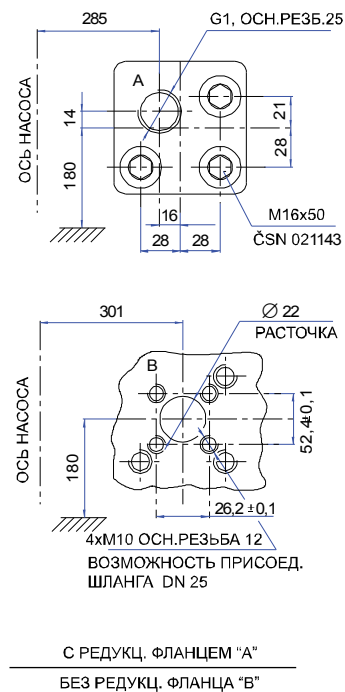 285
G1, ОСН.РЕЗБ.25
A
ОСЬ НАСОСА
14
180
21
28
16
28
28
M16x50
ČSN 021143
301
∅ 22
РАСТОЧКА
B
ОСЬ НАСОСА
180
52,4±0,1
26,2±0,1
4xM10 ОСН.РЕЗЬБА 12
ВОЗМОЖНОСТЬ ПРИСОЕД.
ШЛАНГА DN 25
С РЕДУКЦ. ФЛАНЦЕМ “A”
БЕЗ РЕДУКЦ. ФЛАНЦА “B”